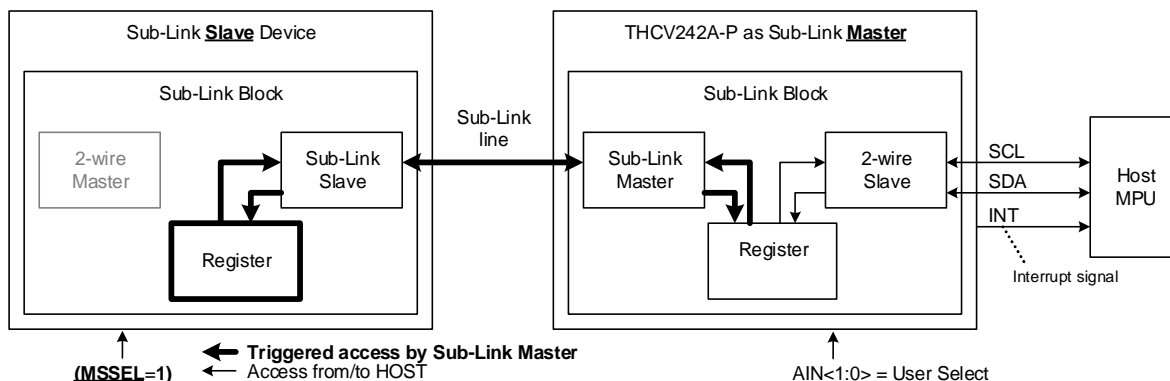 Sub-Link Slave Device
THCV242A-P as Sub-Link Master
Sub-Link Block
Sub-Link Block
Sub-Link
line
2-wire
Master
Sub-Link
Slave
Sub-Link
Master
2-wire
Slave
SCL
SDA
INT
Host
MPU
Register
Register
Interrupt signal
(MSSEL=1)
Triggered access by Sub-Link Master
Access from/to HOST
AIN<1:0> = User Select